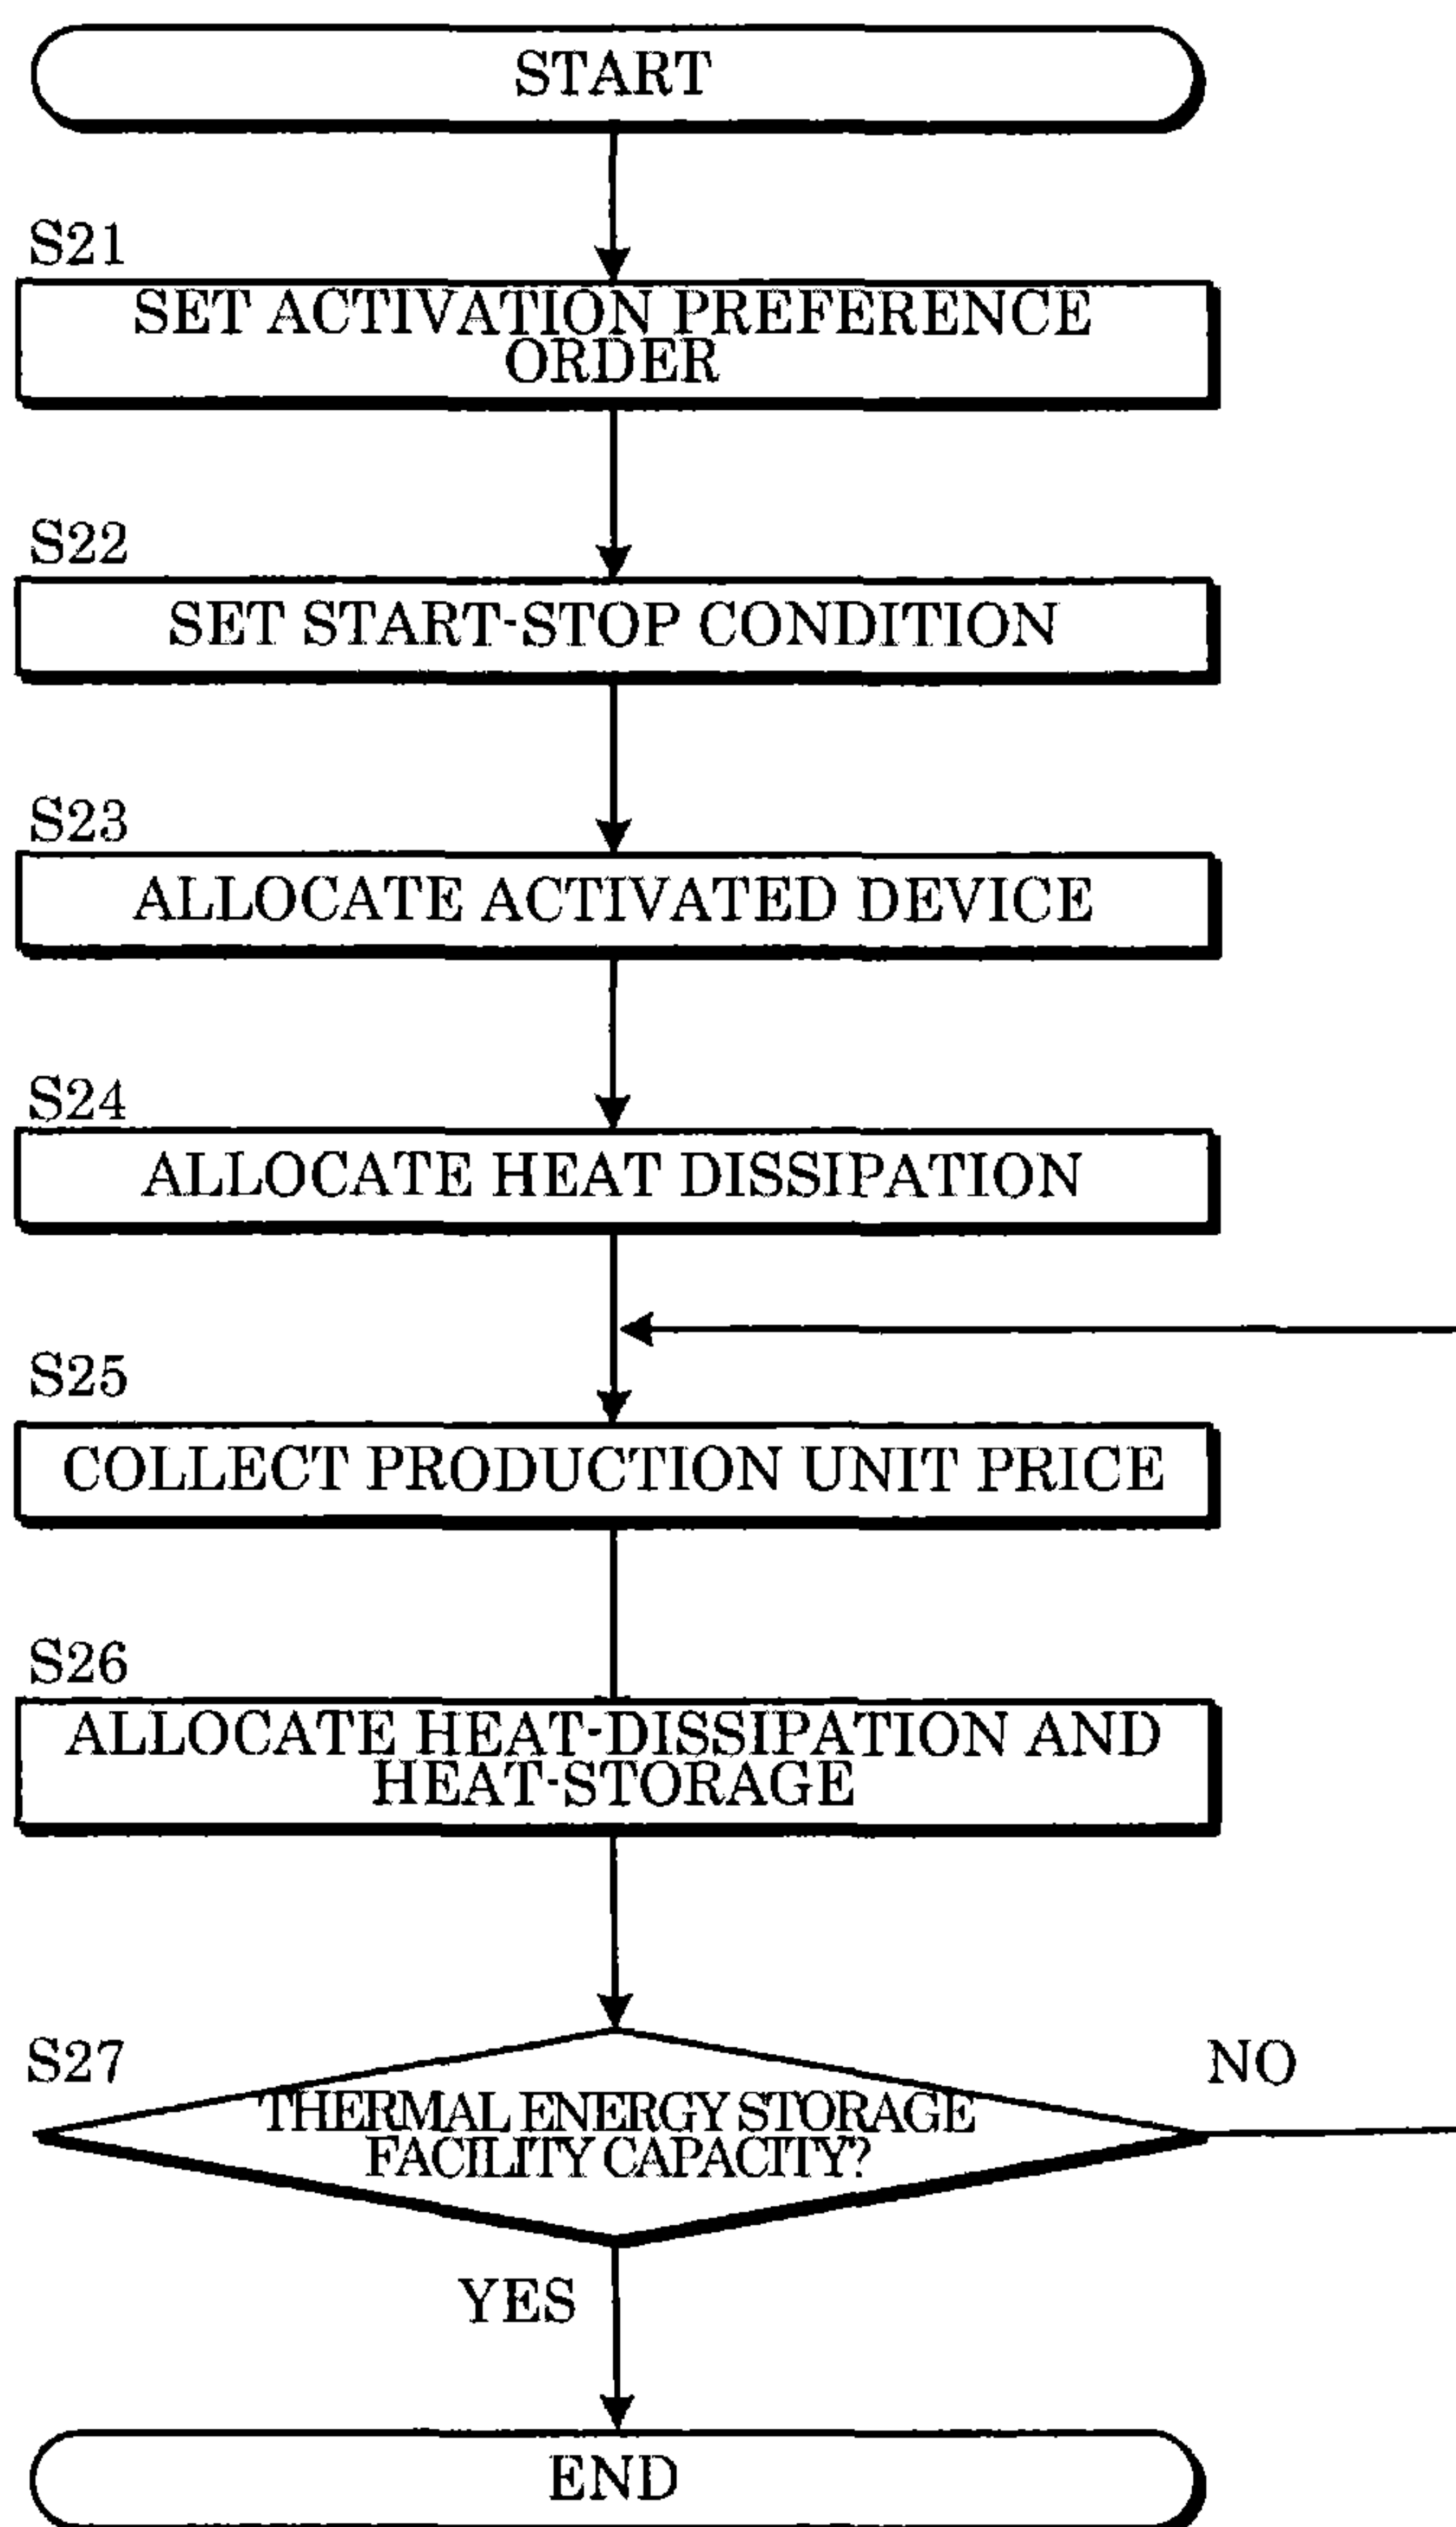 START
S21
SET ACTIVATION PREFERENCE
ORDER
S22
SET START-STOP CONDITION
S23
ALLOCATE ACTIVATED DEVICE
S24
ALLOCATE HEAT DISSIPATION
S25
COLLECT PRODUCTION UNIT PRICE
S26
ALLOCATE HEAT-DISSIPATION AND
HEAT-STORAGE
S27
NO
THERMAL ENERGY STORAGE
FACILITY CAPACITY?
YES
END